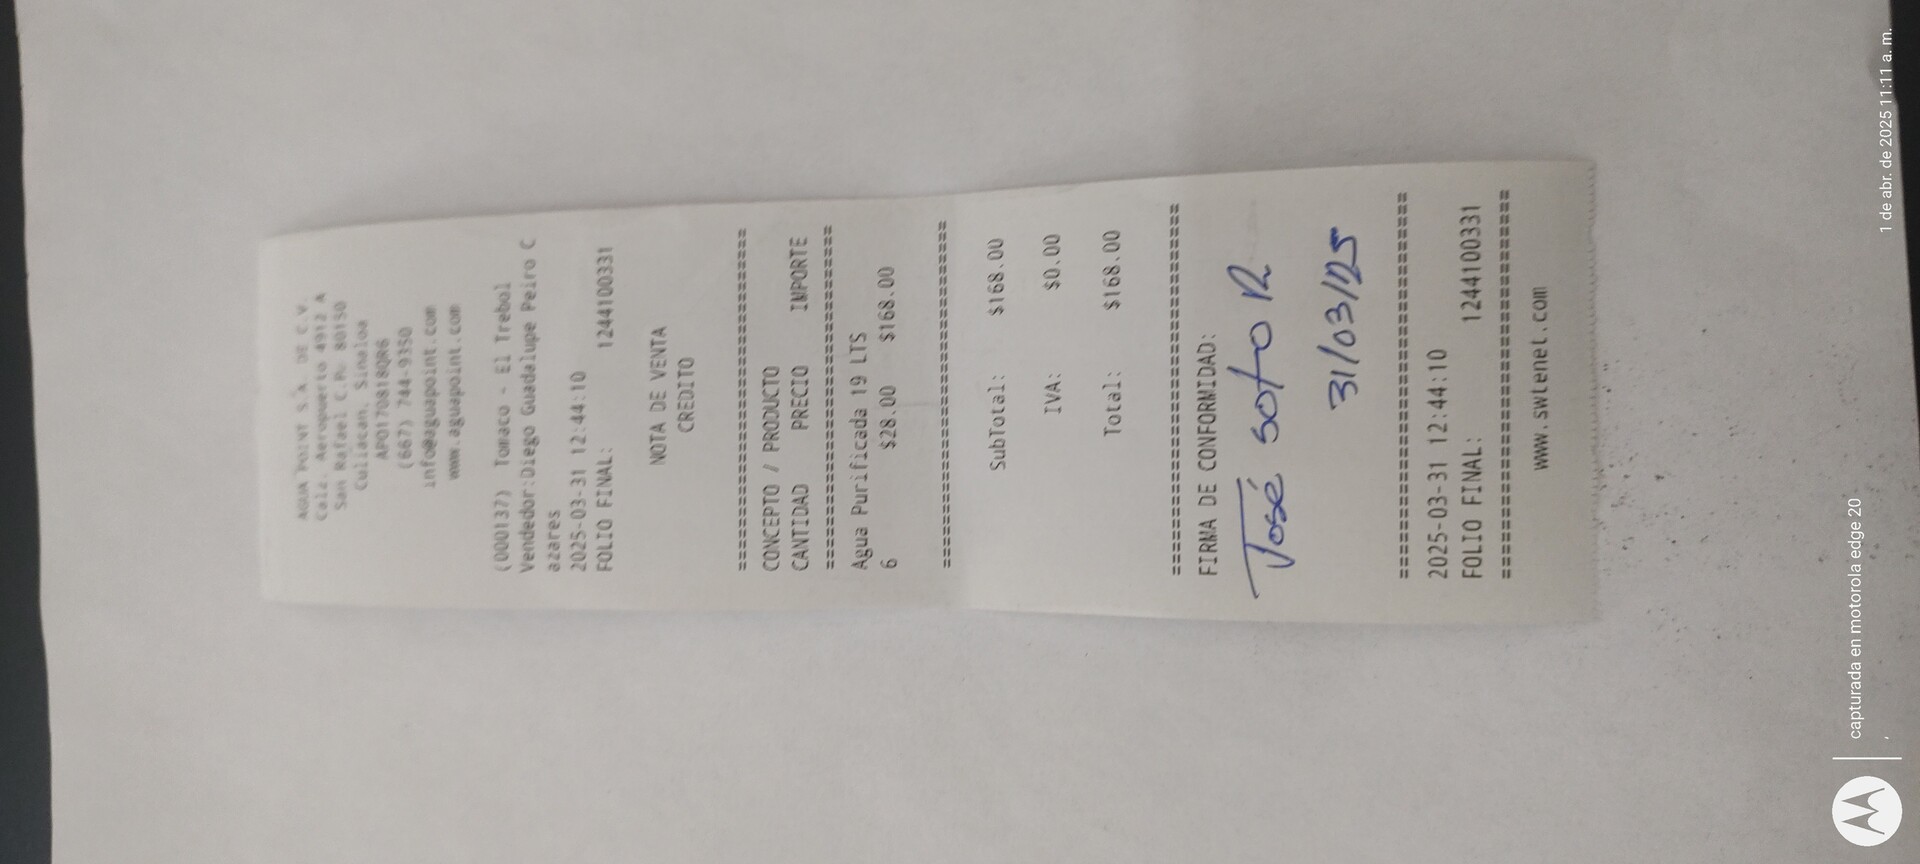 AGUA POINT S.A. DE C.V.
Calz. Aeropuerto 4912 A
San Rafael C.P. 80150
Culiacan, Sinaloa
APO170818QR6
(667) 744-9350
info@aguapoint.com
www.aguapoint.com
(000137) Tomaco - El Trebol
Vendedor:Diego Guadalupe Peiro C
azares
2025-03-31 12:44:10
FOLIO FINAL: 1244100331
NOTA DE VENTA
CREDITO
==================================
CONCEPTO / PRODUCTO
CANTIDAD PRECIO IMPORTE
==================================
Agua Purificada 19 LTS
6 $28.00 $168.00
==================================
SubTotal: $168.00
IVA: $0.00
Total: $168.00
==================================
FIRMA DE CONFORMIDAD:
José Soto R
31/03/25
==================================
2025-03-31 12:44:10
FOLIO FINAL: 1244100331
==================================
www.swtenet.com
capturada en motorola edge 20
1 de abr. de 2025 11:11 a. m.